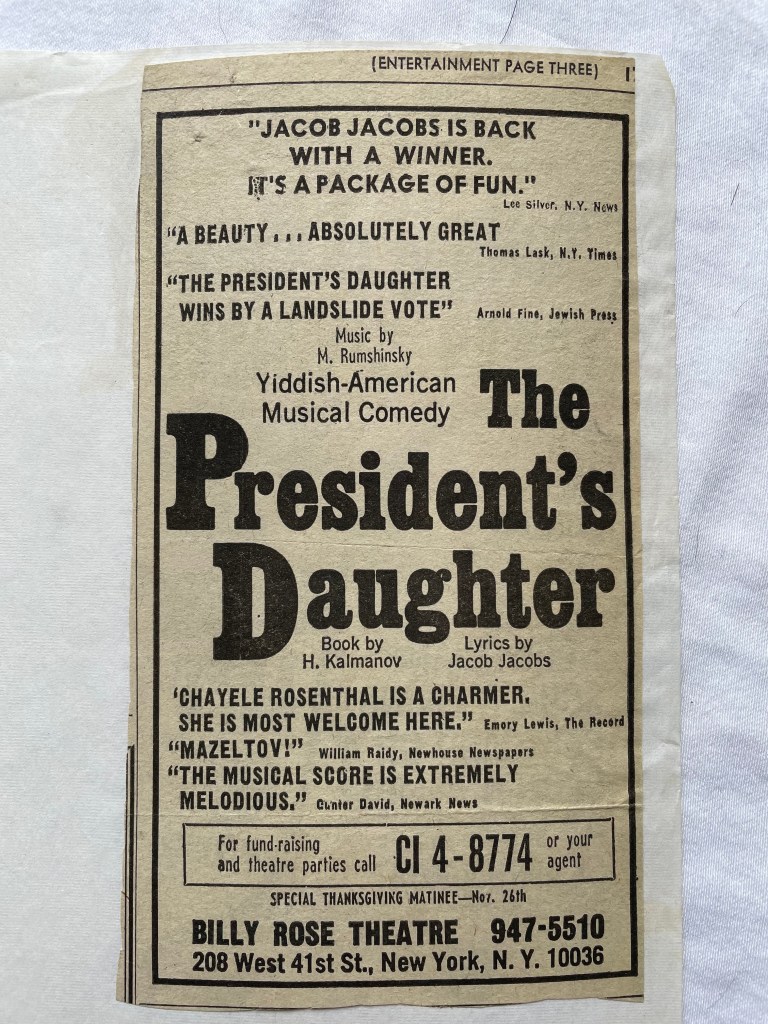 (ENTERTAINMENT PAGE THREE)
"JACOB JACOBS IS BACK
WITH A WINNER.
IT'S A PACKAGE OF FUN."
Lee Silver, N.Y. News
"A BEAUTY... ABSOLUTELY GREAT
Thomas Lask, N.Y. Times
"THE PRESIDENT'S DAUGHTER
WINS BY A LANDSLIDE VOTE" Arnold Fine, Jewish Press
Music by
M. Rumshinsky
Yiddish-American
Musical Comedy
The
President's
Daughter
Book by
H. Kalmanov
Lyrics by
Jacob Jacobs
'CHAYELE ROSENTHAL IS A CHARMER.
SHE IS MOST WELCOME HERE." Emory Lewis, The Record
"MAZELTOV!" William Raidy, Newhouse Newspapers
"THE MUSICAL SCORE IS EXTREMELY
MELODIOUS." Gunter David, Newark News
For fund-raising
and theatre parties call
CI 4-8774
or your
agent
SPECIAL THANKSGIVING MATINEE—Nov. 26th
BILLY ROSE THEATRE 947-5510
208 West 41st St., New York, N. Y. 10036